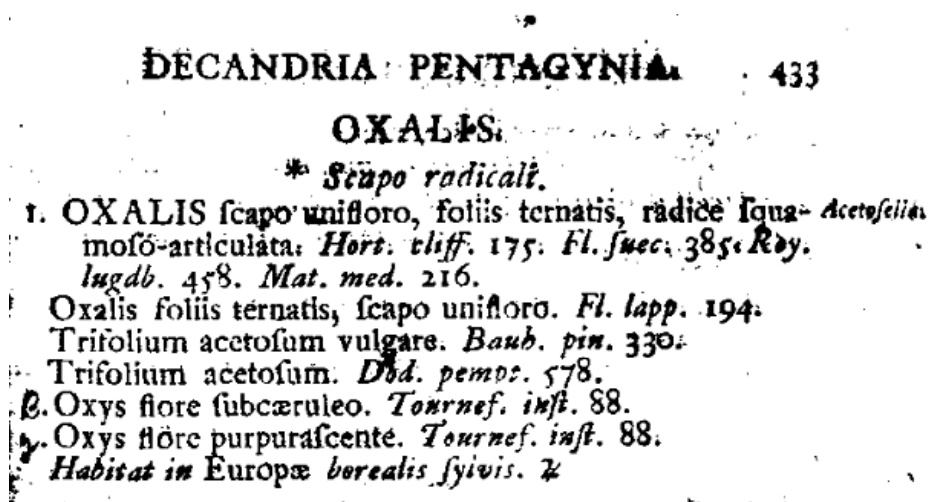 DECANDRIA PENTAGYNIA. 433
OXALIS.
* Scapo radicali.
1. OXALIS ſcapo unifloro, foliis ternatis, radice ſqua- Acetoſella.
moſo-articulata. Hort. cliff. 175. Fl. ſuec. 385. Roy.
lugdb. 458. Mat. med. 216.
Oxalis foliis ternatis, ſcapo unifloro. Fl. lapp. 194.
Trifolium acetoſum vulgare. Bauh. pin. 330.
Trifolium acetoſum. Dod. pempt. 578.
β. Oxys flore ſubcæruleo. Tournef. inſt. 88.
γ. Oxys flore purpuraſcente. Tournef. inſt. 88.
Habitat in Europæ borealis ſylvis. ♃